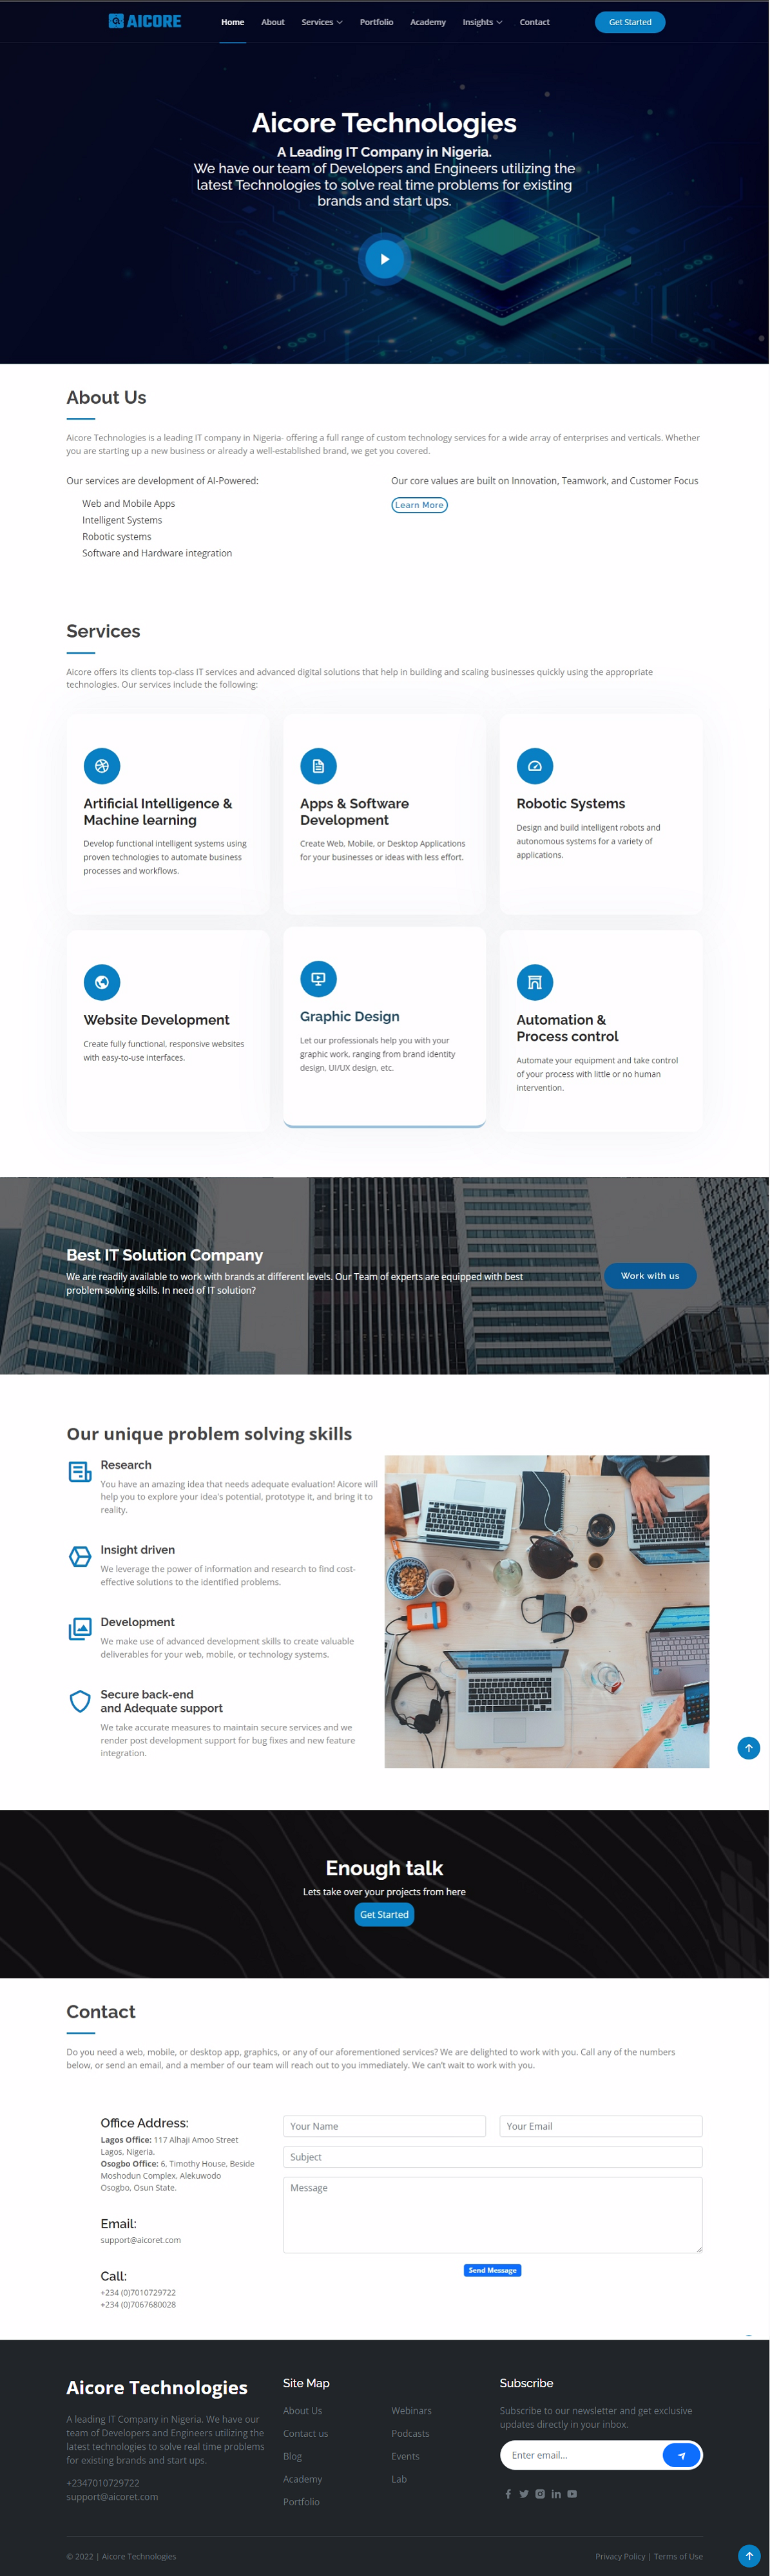 AICORE
Home About Services Portfolio Academy Insights Contact Get Started
Aicore Technologies
A Leading IT Company in Nigeria.
We have our team of Developers and Engineers utilizing the
latest Technologies to solve real time problems for existing
brands and start ups.
About Us
Aicore Technologies is a leading IT company in Nigeria- offering a full range of custom technology services for a wide array of enterprises and verticals. Whether
you are starting up a new business or already a well-established brand, we get you covered.
Our services are development of AI-Powered:
Web and Mobile Apps
Intelligent Systems
Robotic systems
Software and Hardware integration
Our core values are built on Innovation, Teamwork, and Customer Focus
Learn More
Services
Aicore offers its clients top-class IT services and advanced digital solutions that help in building and scaling businesses quickly using the appropriate
technologies. Our services include the following:
Artificial Intelligence &
Machine learning
Develop functional intelligent systems using
proven technologies to automate business
processes and workflows.
Apps & Software
Development
Create Web, Mobile, or Desktop Applications
for your businesses or ideas with less effort.
Robotic Systems
Design and build intelligent robots and
autonomous systems for a variety of
applications.
Website Development
Create fully functional, responsive websites
with easy-to-use interfaces.
Graphic Design
Let our professionals help you with your
graphic work, ranging from brand identity
design, UI/UX design, etc.
Automation &
Process control
Automate your equipment and take control
of your process with little or no human
intervention.
Best IT Solution Company
We are readily available to work with brands at different levels. Our Team of experts are equipped with best
problem solving skills. In need of IT solution?
Work with us
Our unique problem solving skills
Research
You have an amazing idea that needs adequate evaluation! Aicore will
help you to explore your idea's potential, prototype it, and bring it to
reality.
Insight driven
We leverage the power of information and research to find cost-
effective solutions to the identified problems.
Development
We make use of advanced development skills to create valuable
deliverables for your web, mobile, or technology systems.
Secure back-end
and Adequate support
We take accurate measures to maintain secure services and we
render post development support for bug fixes and new feature
integration.
Enough talk
Lets take over your projects from here
Get Started
Contact
Do you need a web, mobile, or desktop app, graphics, or any of our aforementioned services? We are delighted to work with you. Call any of the numbers
below, or send an email, and a member of our team will reach out to you immediately. We can't wait to work with you.
Office Address:
Lagos Office: 117 Alhaji Amoo Street
Lagos, Nigeria.
Osogbo Office: 6, Timothy House, Beside
Moshodun Complex, Alekuwodo
Osogbo, Osun State.
Email:
support@aicoret.com
Call:
+234 (0)7010729722
+234 (0)7067680028
Your Name
Your Email
Subject
Message
Send Message
Aicore Technologies
A leading IT Company in Nigeria. We have our
team of Developers and Engineers utilizing the
latest technologies to solve real time problems
for existing brands and start ups.
+2347010729722
support@aicoret.com
Site Map
About Us
Contact us
Blog
Academy
Portfolio
Webinars
Podcasts
Events
Lab
Subscribe
Subscribe to our newsletter and get exclusive
updates directly in your inbox.
Enter email...
© 2022 | Aicore Technologies
Privacy Policy | Terms of Use